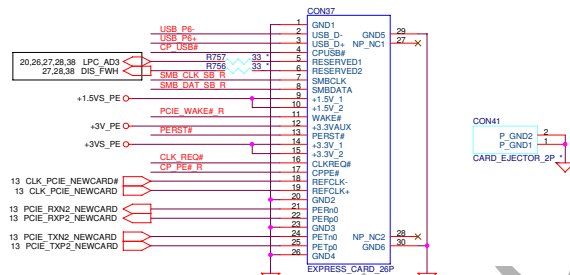 CON37
1 GND1 GND5 29
USB_P6- 2 USB_D- NP_NC1 27
USB_P6+ 3 USB_D+
CP_USB# 4 CPUSB#
20,26,27,28,38 LPC_AD3 R757 33 * 5 RESERVED1
27,28,38 DIS_FWH R756 33 * 6 RESERVED2
SMB_CLK_SB_R 7 SMBCLK
SMB_DAT_SB_R 8 SMBDATA
+1.5VS_PE 9 +1.5V_1
10 +1.5V_2
PCIE_WAKE#_R 11 WAKE#
+3V_PE 12 +3.3VAUX
PERST# 13 PERST#
+3VS_PE 14 +3.3V_1
15 +3.3V_2
CLK_REQ# 16 CLKREQ#
CP_PE#_R 17 CPPE#
13 CLK_PCIE_NEWCARD# 18 REFCLK-
13 CLK_PCIE_NEWCARD 19 REFCLK+
20 GND2
13 PCIE_RXN2_NEWCARD 21 PERn0
13 PCIE_RXP2_NEWCARD 22 PERp0
23 GND3
13 PCIE_TXN2_NEWCARD 24 PETn0 NP_NC2 28
13 PCIE_TXP2_NEWCARD 25 PETp0 GND6 30
26 GND4
EXPRESS_CARD_26P
CON41
P_GND2 2
P_GND1 1
CARD_EJECTOR_2P *